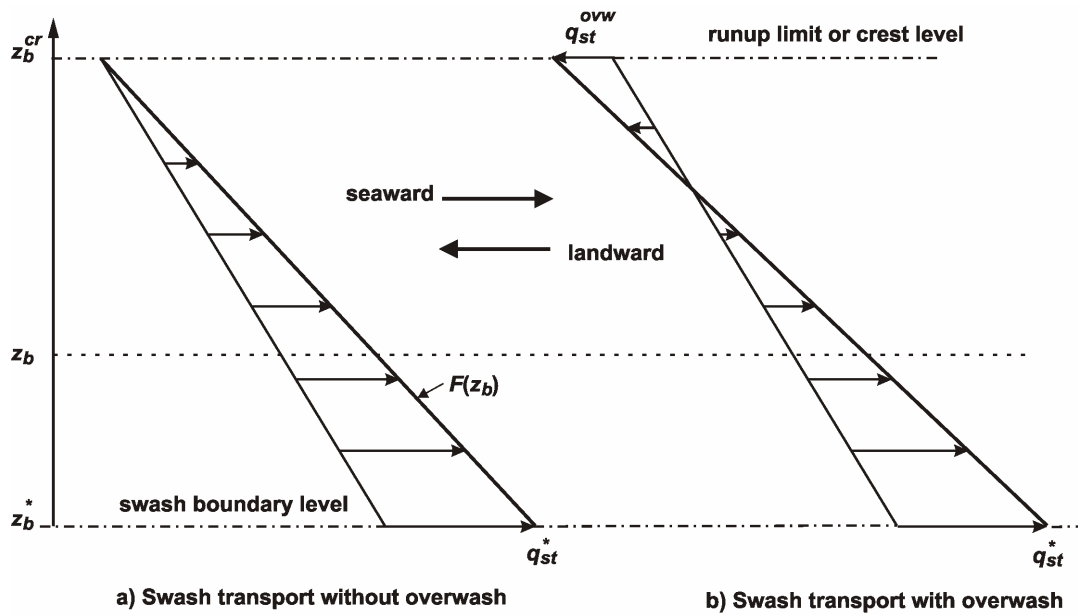 z_b^cr
q_st^ovw
runup limit or crest level
seaward
landward
z_b
F(z_b)
swash boundary level
z_b^*
q_st^*
q_st^*
a) Swash transport without overwash
b) Swash transport with overwash